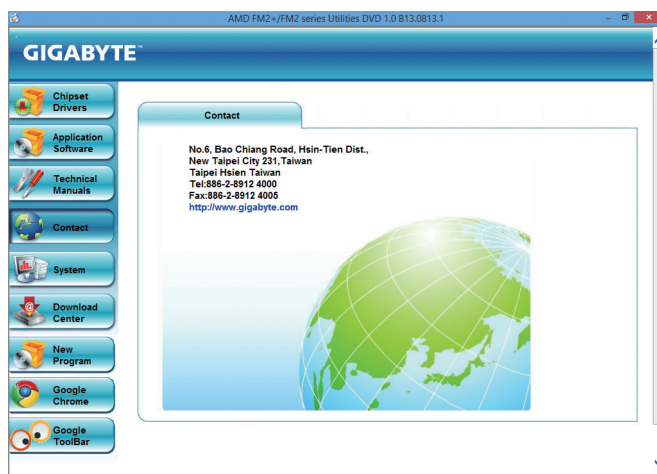 AMD FM2+/FM2 series Utilities DVD 1.0 B13.0813.1
GIGABYTE™
Chipset
Drivers
Application
Software
Technical
Manuals
Contact
System
Download
Center
New
Program
Google
Chrome
Google
ToolBar
Contact
No.6, Bao Chiang Road, Hsin-Tien Dist.,
New Taipei City 231,Taiwan
Taipei Hsien Taiwan
Tel:886-2-8912 4000
Fax:886-2-8912 4005
http://www.gigabyte.com